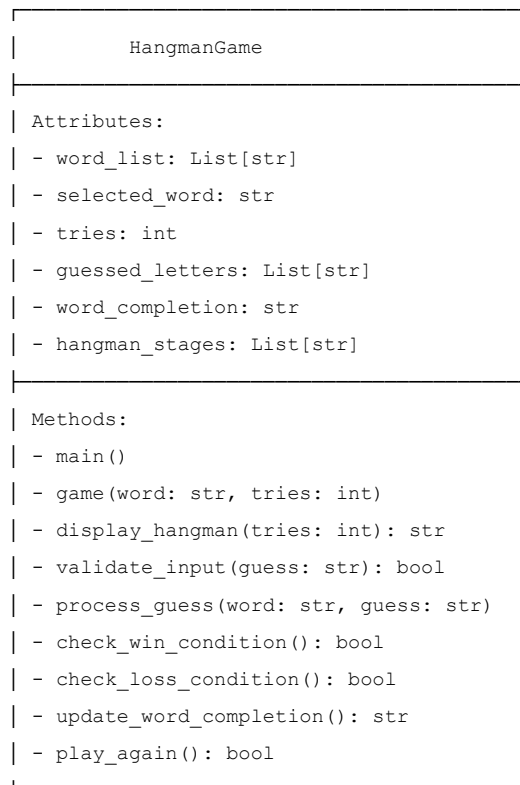 HangmanGame
Attributes:
- word_list: List[str]
- selected_word: str
- tries: int
- guessed_letters: List[str]
- word_completion: str
- hangman_stages: List[str]
Methods:
- main()
- game(word: str, tries: int)
- display_hangman(tries: int): str
- validate_input(guess: str): bool
- process_guess(word: str, guess: str)
- check_win_condition(): bool
- check_loss_condition(): bool
- update_word_completion(): str
- play_again(): bool